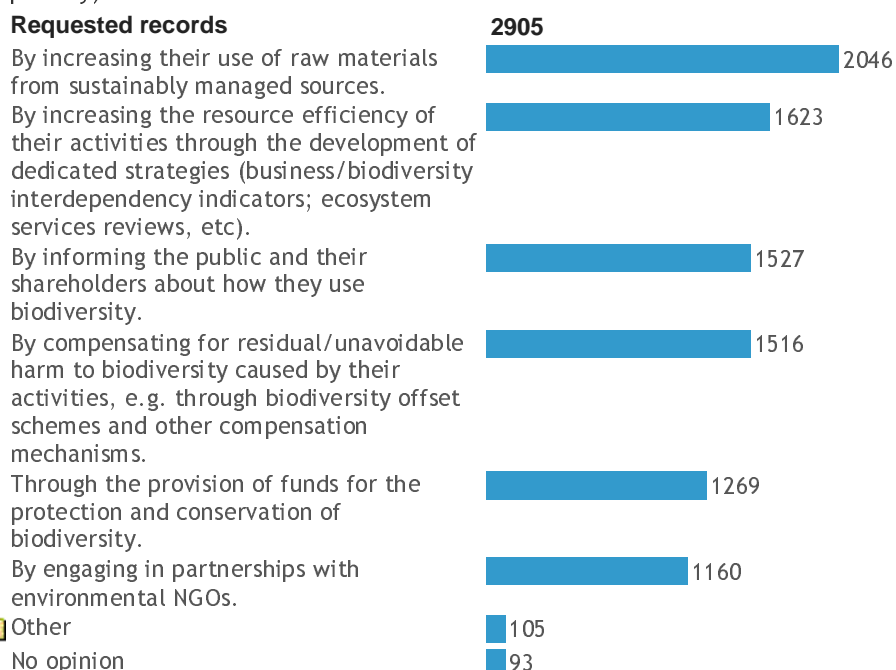 Requested records 2905
By increasing their use of raw materials 2046
from sustainably managed sources.
By increasing the resource efficiency of 1623
their activities through the development of
dedicated strategies (business/biodiversity
interdependency indicators; ecosystem
services reviews, etc).
By informing the public and their 1527
shareholders about how they use
biodiversity.
By compensating for residual/unavoidable 1516
harm to biodiversity caused by their
activities, e.g. through biodiversity offset
schemes and other compensation
mechanisms.
Through the provision of funds for the 1269
protection and conservation of
biodiversity.
By engaging in partnerships with 1160
environmental NGOs.
Other 105
No opinion 93